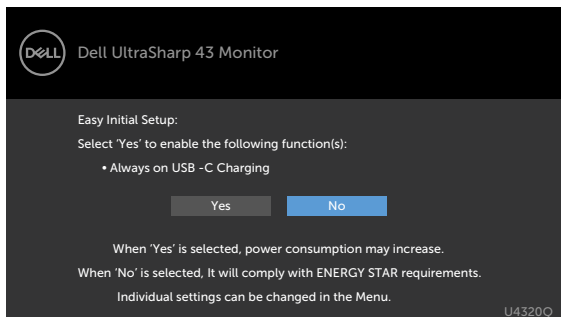 DELL
Dell UltraSharp 43 Monitor
Easy Initial Setup:
Select ‘Yes’ to enable the following function(s):
• Always on USB -C Charging
Yes
No
When ‘Yes’ is selected, power consumption may increase.
When ‘No’ is selected, It will comply with ENERGY STAR requirements.
Individual settings can be changed in the Menu.
U4320Q